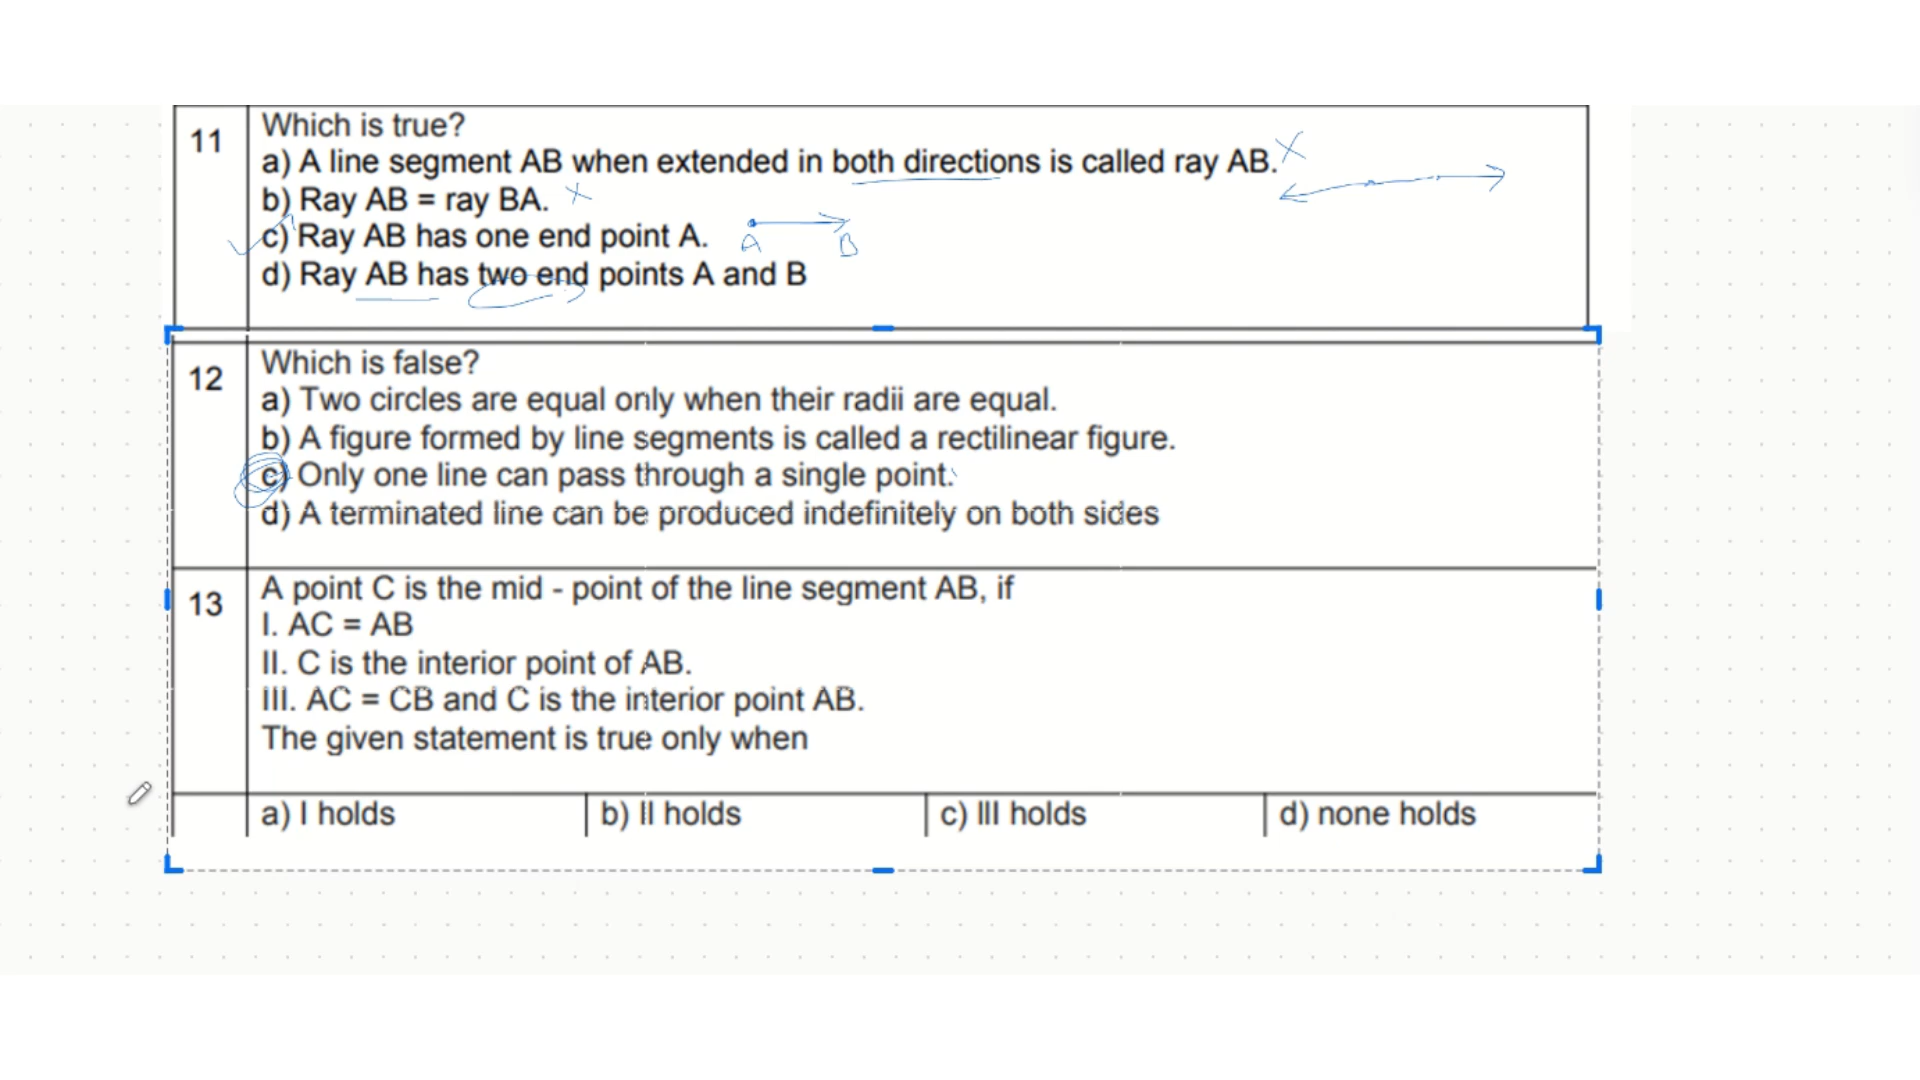 11
Which is true?
a) A line segment AB when extended in both directions is called ray AB. X
b) Ray AB = ray BA. X
c) Ray AB has one end point A. A B
d) Ray AB has two end points A and B
12
Which is false?
a) Two circles are equal only when their radii are equal.
b) A figure formed by line segments is called a rectilinear figure.
c) Only one line can pass through a single point.
d) A terminated line can be produced indefinitely on both sides
13
A point C is the mid - point of the line segment AB, if
I. AC = AB
II. C is the interior point of AB.
III. AC = CB and C is the interior point AB.
The given statement is true only when
a) I holds b) II holds c) III holds d) none holds